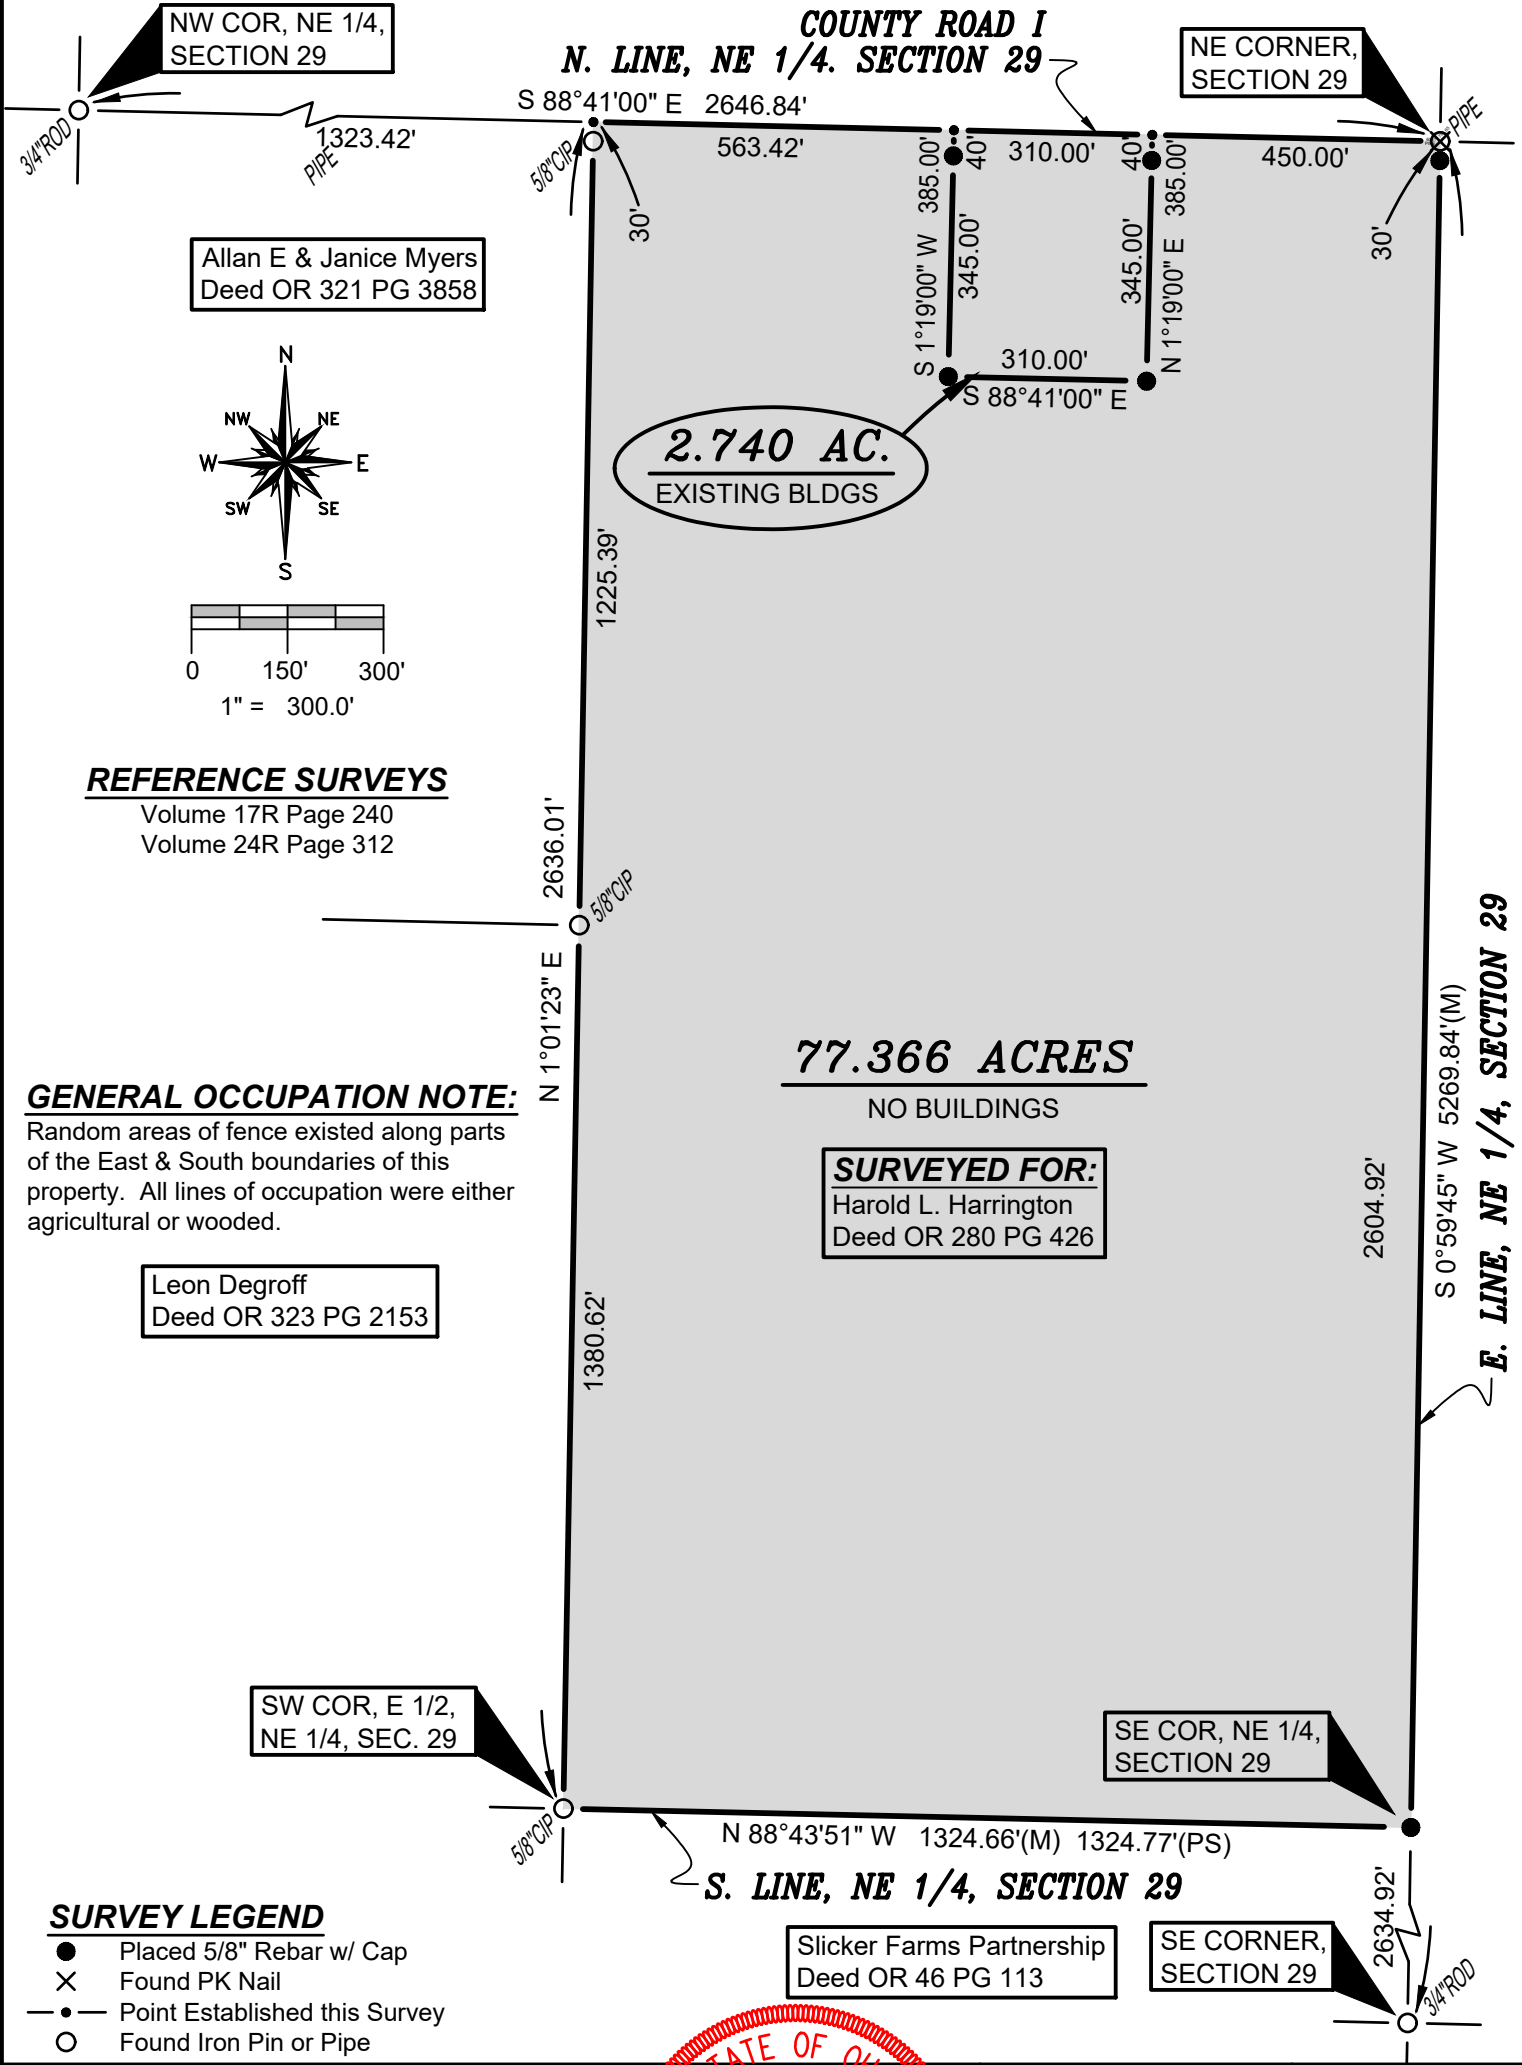 NW COR, NE 1/4,
SECTION 29
COUNTY ROAD I
N. LINE, NE 1/4. SECTION 29
NE CORNER,
SECTION 29
S 88°41'00" E 2646.84'
3/4"ROD
1323.42'
PIPE
5/8"CIP
30'
563.42'
S 1°19'00" W 385.00'
40'
345.00'
310.00'
40'
345.00'
N 1°19'00" E 385.00'
450.00'
30'
PIPE
310.00'
S 88°41'00" E
Allan E & Janice Myers
Deed OR 321 PG 3858
N
NW NE
W E
SW SE
S
0 150' 300'
1" = 300.0'
2.740 AC.
EXISTING BLDGS
1225.39'
REFERENCE SURVEYS
Volume 17R Page 240
Volume 24R Page 312
N 1°01'23" E 2636.01'
5/8"CIP
GENERAL OCCUPATION NOTE:
Random areas of fence existed along parts
of the East & South boundaries of this
property. All lines of occupation were either
agricultural or wooded.
77.366 ACRES
NO BUILDINGS
SURVEYED FOR:
Harold L. Harrington
Deed OR 280 PG 426
2604.92'
S 0°59'45" W 5269.84'(M)
E. LINE, NE 1/4, SECTION 29
Leon Degroff
Deed OR 323 PG 2153
1380.62'
SW COR, E 1/2,
NE 1/4, SEC. 29
5/8"CIP
SE COR, NE 1/4,
SECTION 29
N 88°43'51" W 1324.66'(M) 1324.77'(PS)
S. LINE, NE 1/4, SECTION 29
2634.92'
SURVEY LEGEND
Placed 5/8" Rebar w/ Cap
Found PK Nail
Point Established this Survey
Found Iron Pin or Pipe
Slicker Farms Partnership
Deed OR 46 PG 113
SE CORNER,
SECTION 29
3/4"ROD
OF